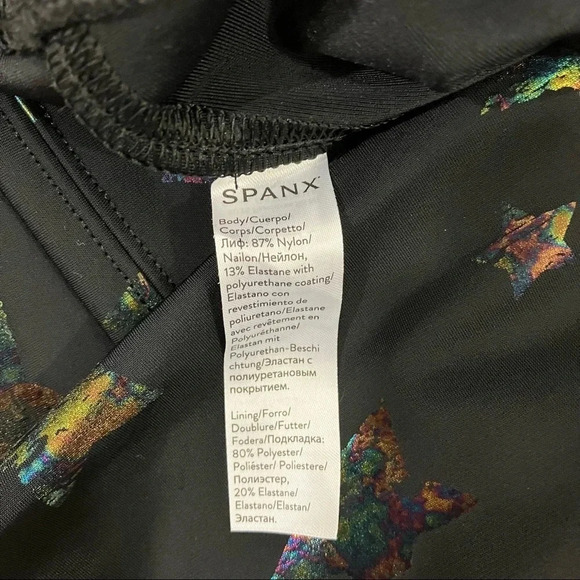 SPANX
Body/Cuerpo/
Corps/Corpetto/
Лиф: 87% Nylon/
Nailon/Нейлон,
13% Elastane with
polyurethane coating/
Elastano con
revestimiento de
poliuretano/Elastane
avec revêtement en
Polyuréthanne/
Elastan mit
Polyurethan-Beschi
chtung/Эластан с
полиуретановым
покрытием.
Lining/Forro/
Doublure/Futter/
Fodera/Подкладка:
80% Polyester/
Poliéster/ Poliestere/
Полиэстер,
20% Elastane/
Elastano/Elastan/
Эластан.